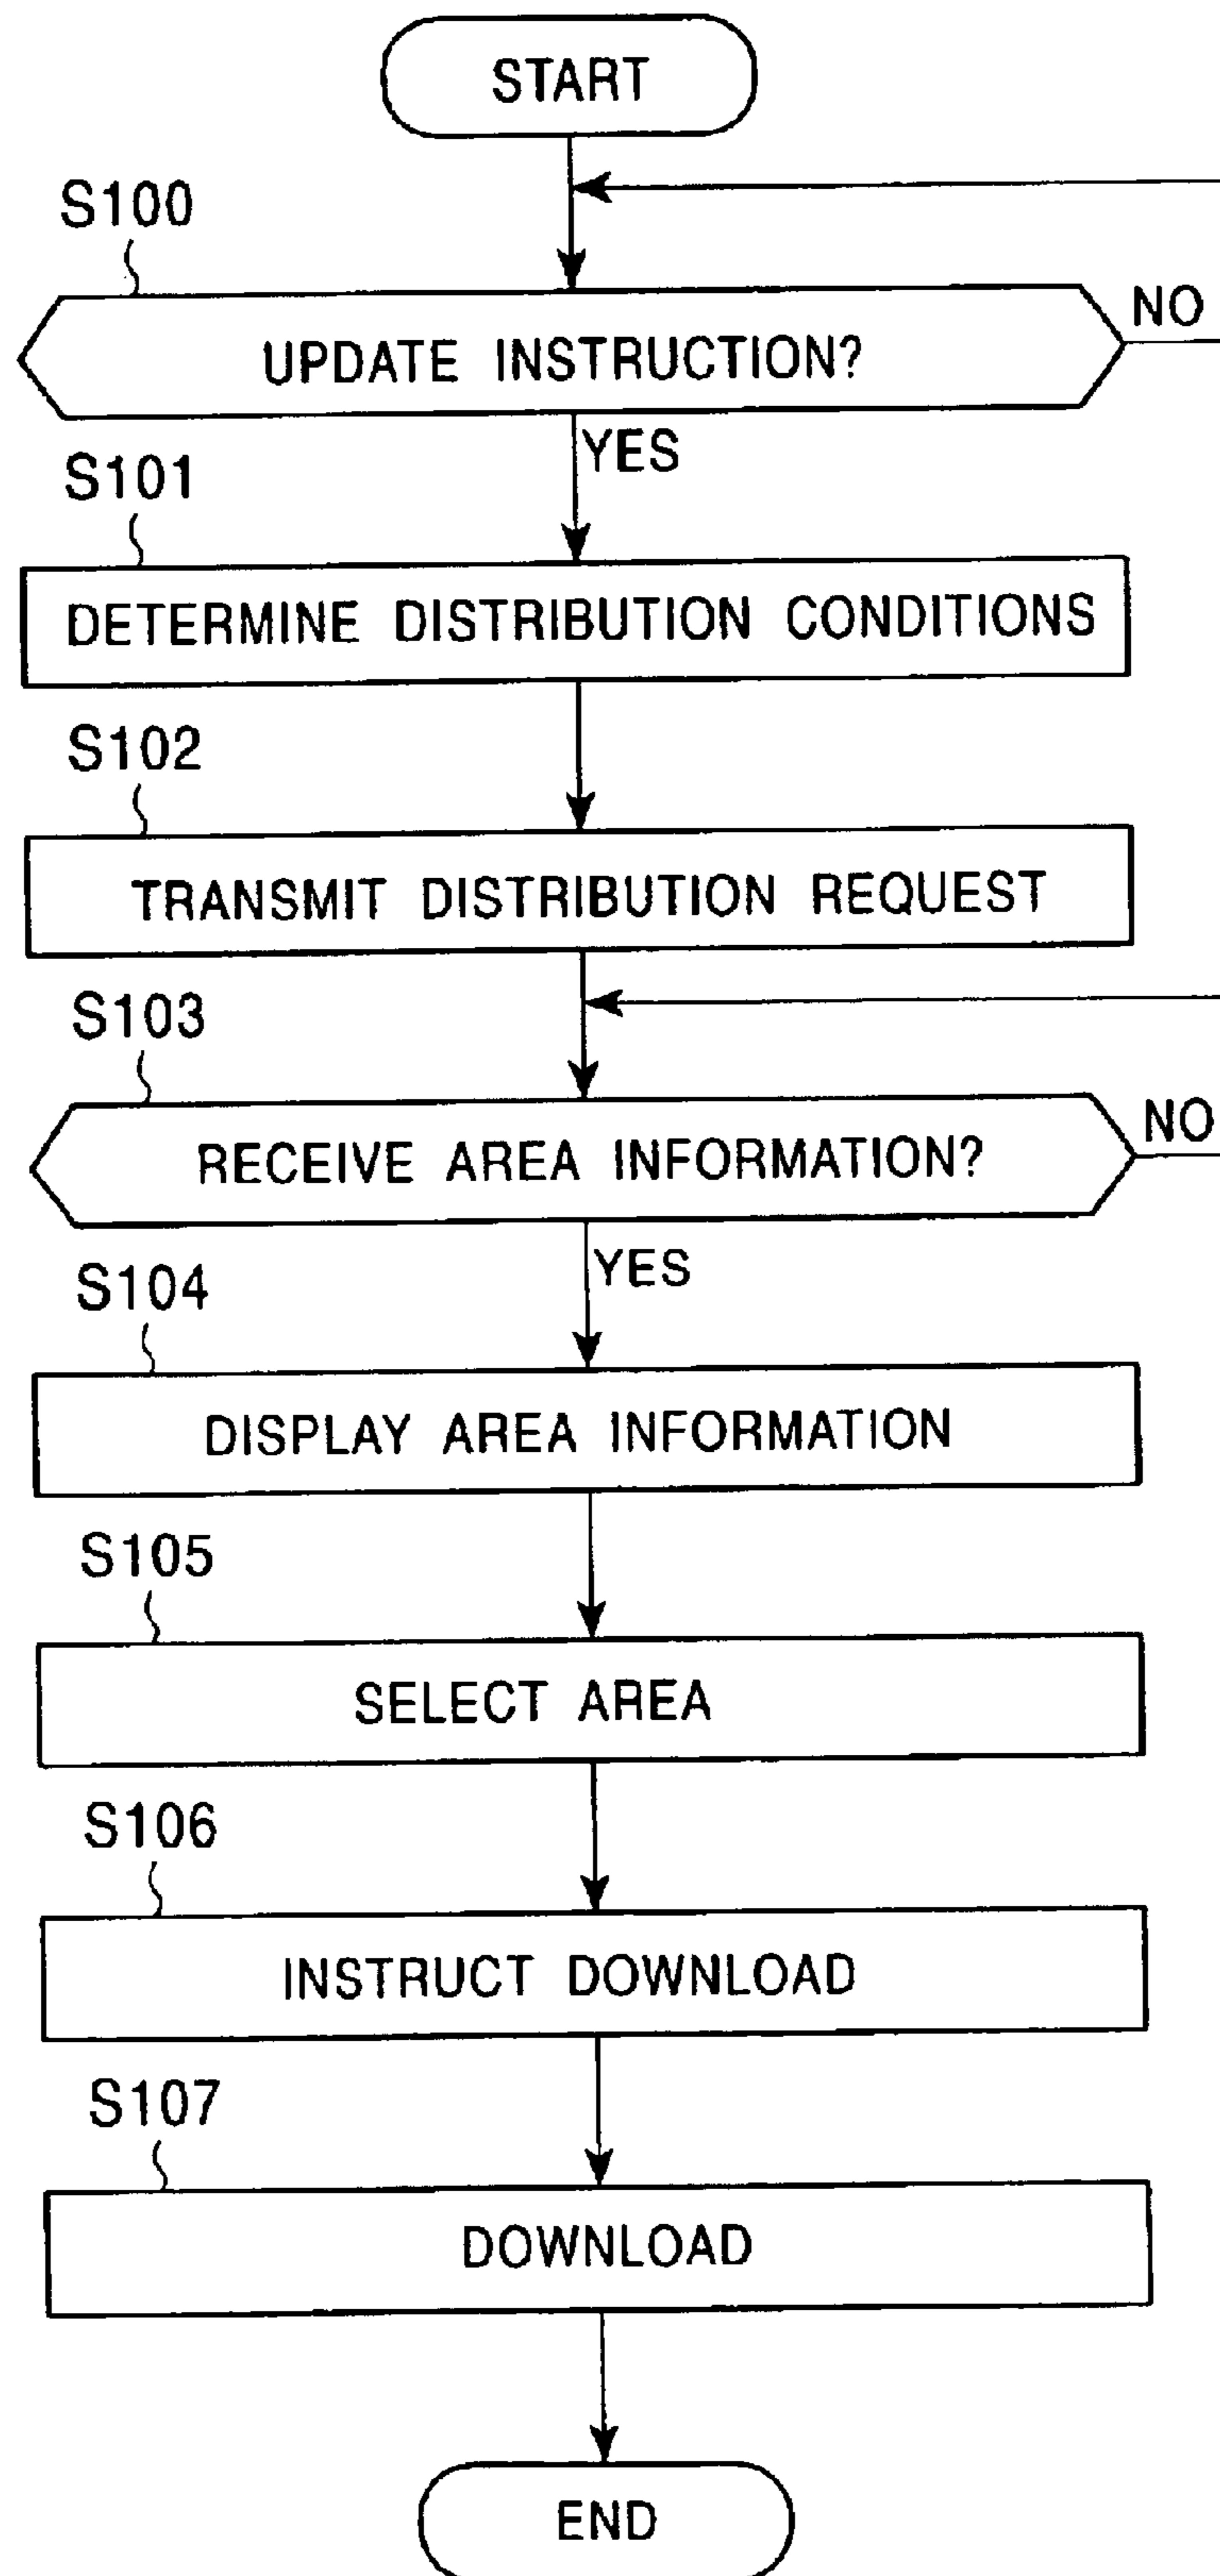 START
S100
UPDATE INSTRUCTION?
NO
YES
S101
DETERMINE DISTRIBUTION CONDITIONS
S102
TRANSMIT DISTRIBUTION REQUEST
S103
RECEIVE AREA INFORMATION?
NO
YES
S104
DISPLAY AREA INFORMATION
S105
SELECT AREA
S106
INSTRUCT DOWNLOAD
S107
DOWNLOAD
END